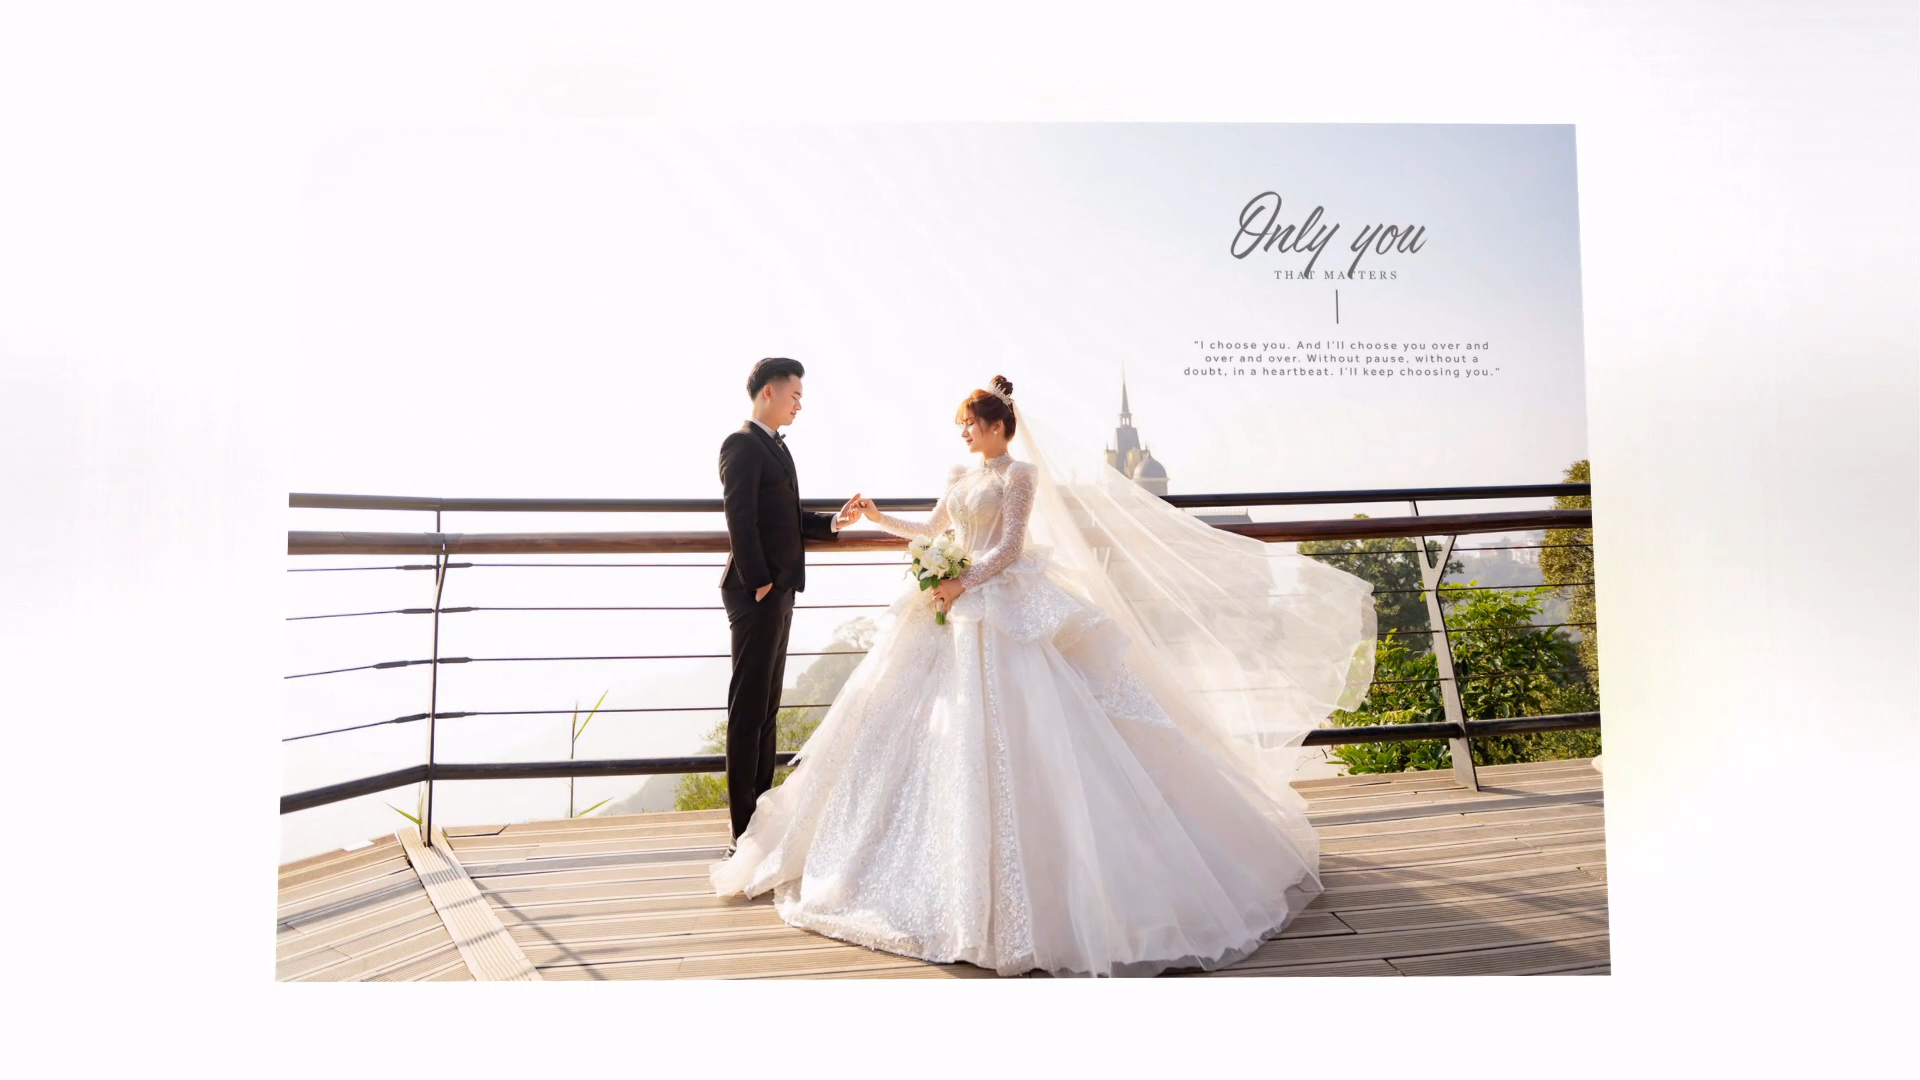 Only you
THAT MATTERS
"I choose you. And I'll choose you over and
over and over. Without pause, without a
doubt, in a heartbeat. I'll keep choosing you."